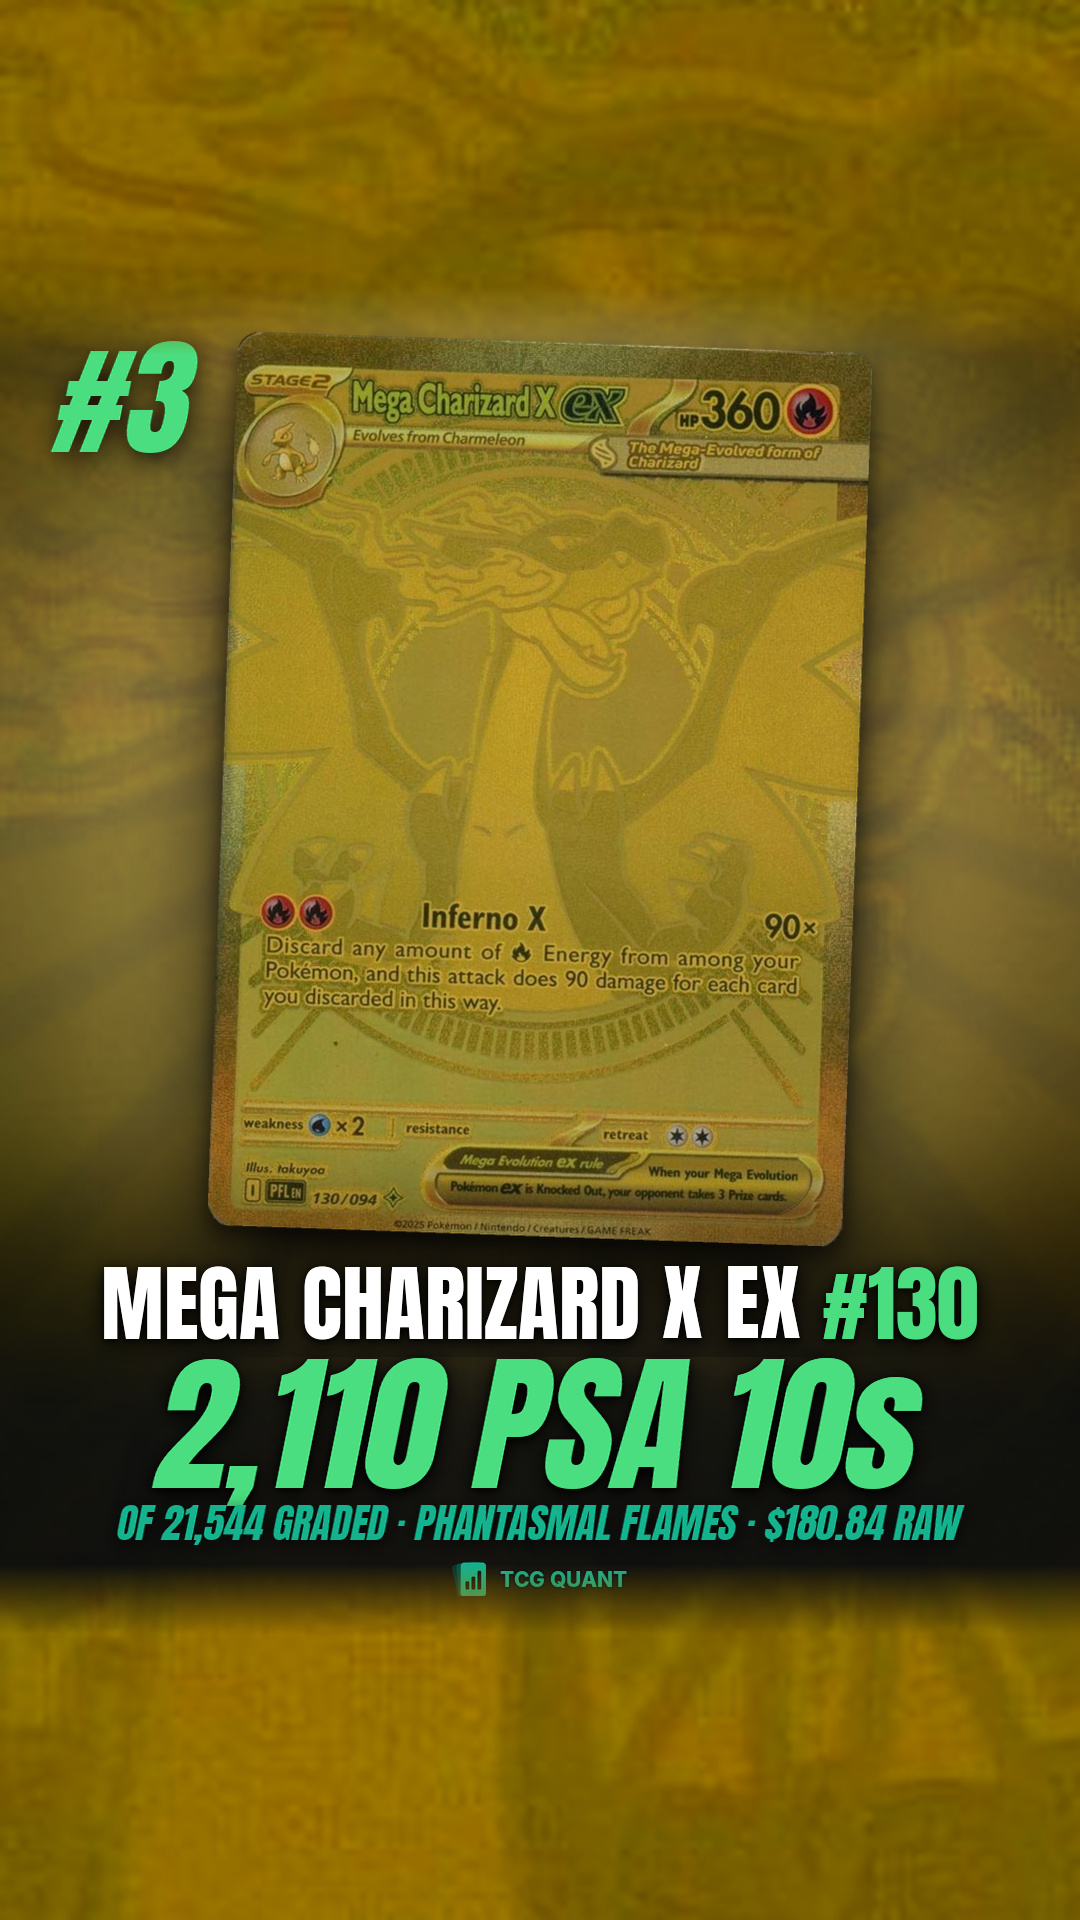 #3
STAGE2
Mega Charizard X ex
HP 360
Evolves from Charmeleon
The Mega-Evolved form of
Charizard
Inferno X 90×
Discard any amount of Energy from among your
Pokémon, and this attack does 90 damage for each card
you discarded in this way.
weakness ×2 resistance retreat
Mega Evolution ex rule
When your Mega Evolution
Pokémon ex is Knocked Out, your opponent takes 3 Prize cards.
Illus. takuyoa
I PFL EN 130/094
©2025 Pokémon / Nintendo / Creatures / GAME FREAK
MEGA CHARIZARD X EX #130
2,110 PSA 10s
OF 21,544 GRADED · PHANTASMAL FLAMES · $180.84 RAW
TCG QUANT